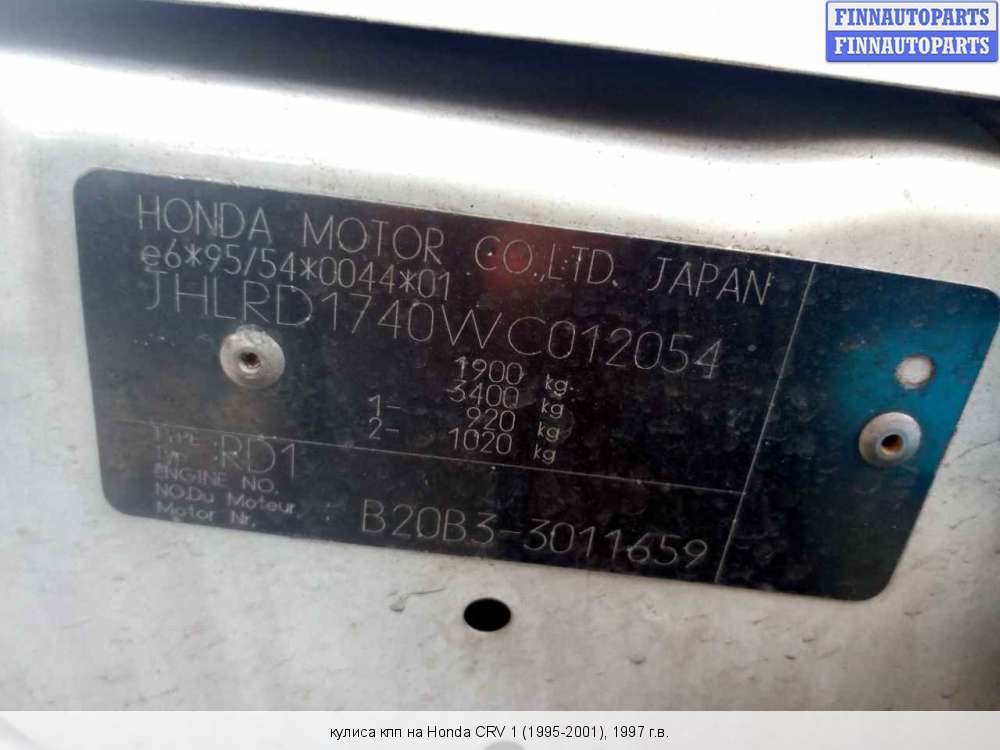 FINNAUTOPARTS
FINNAUTOPARTS
HONDA MOTOR CO.,LTD. JAPAN
e6*95/54*0044*01
JHLRD1740WC012054
1900 kg
3400 kg
1- 920 kg
2- 1020 kg
Type
Typ : RD1
ENGINE NO.
NO.Du Moteur.
Motor Nr.
B20B3-3011659
кулиса кпп на Honda CRV 1 (1995-2001), 1997 г.в.